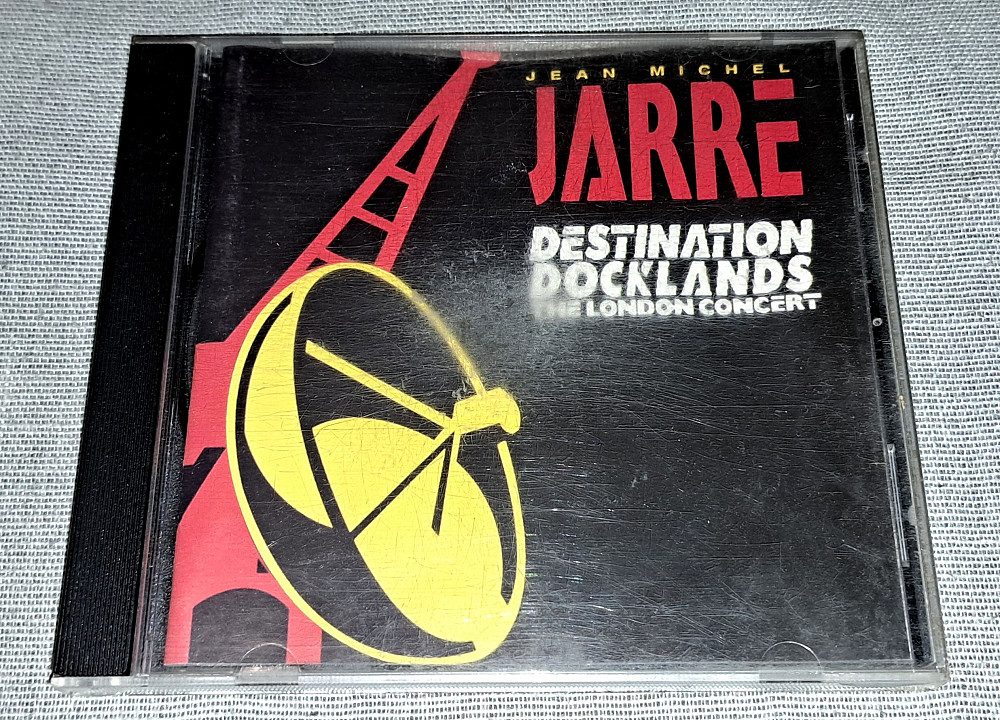 JEAN MICHEL
JARRE
DESTINATION
DOCKLANDS
THE LONDON CONCERT